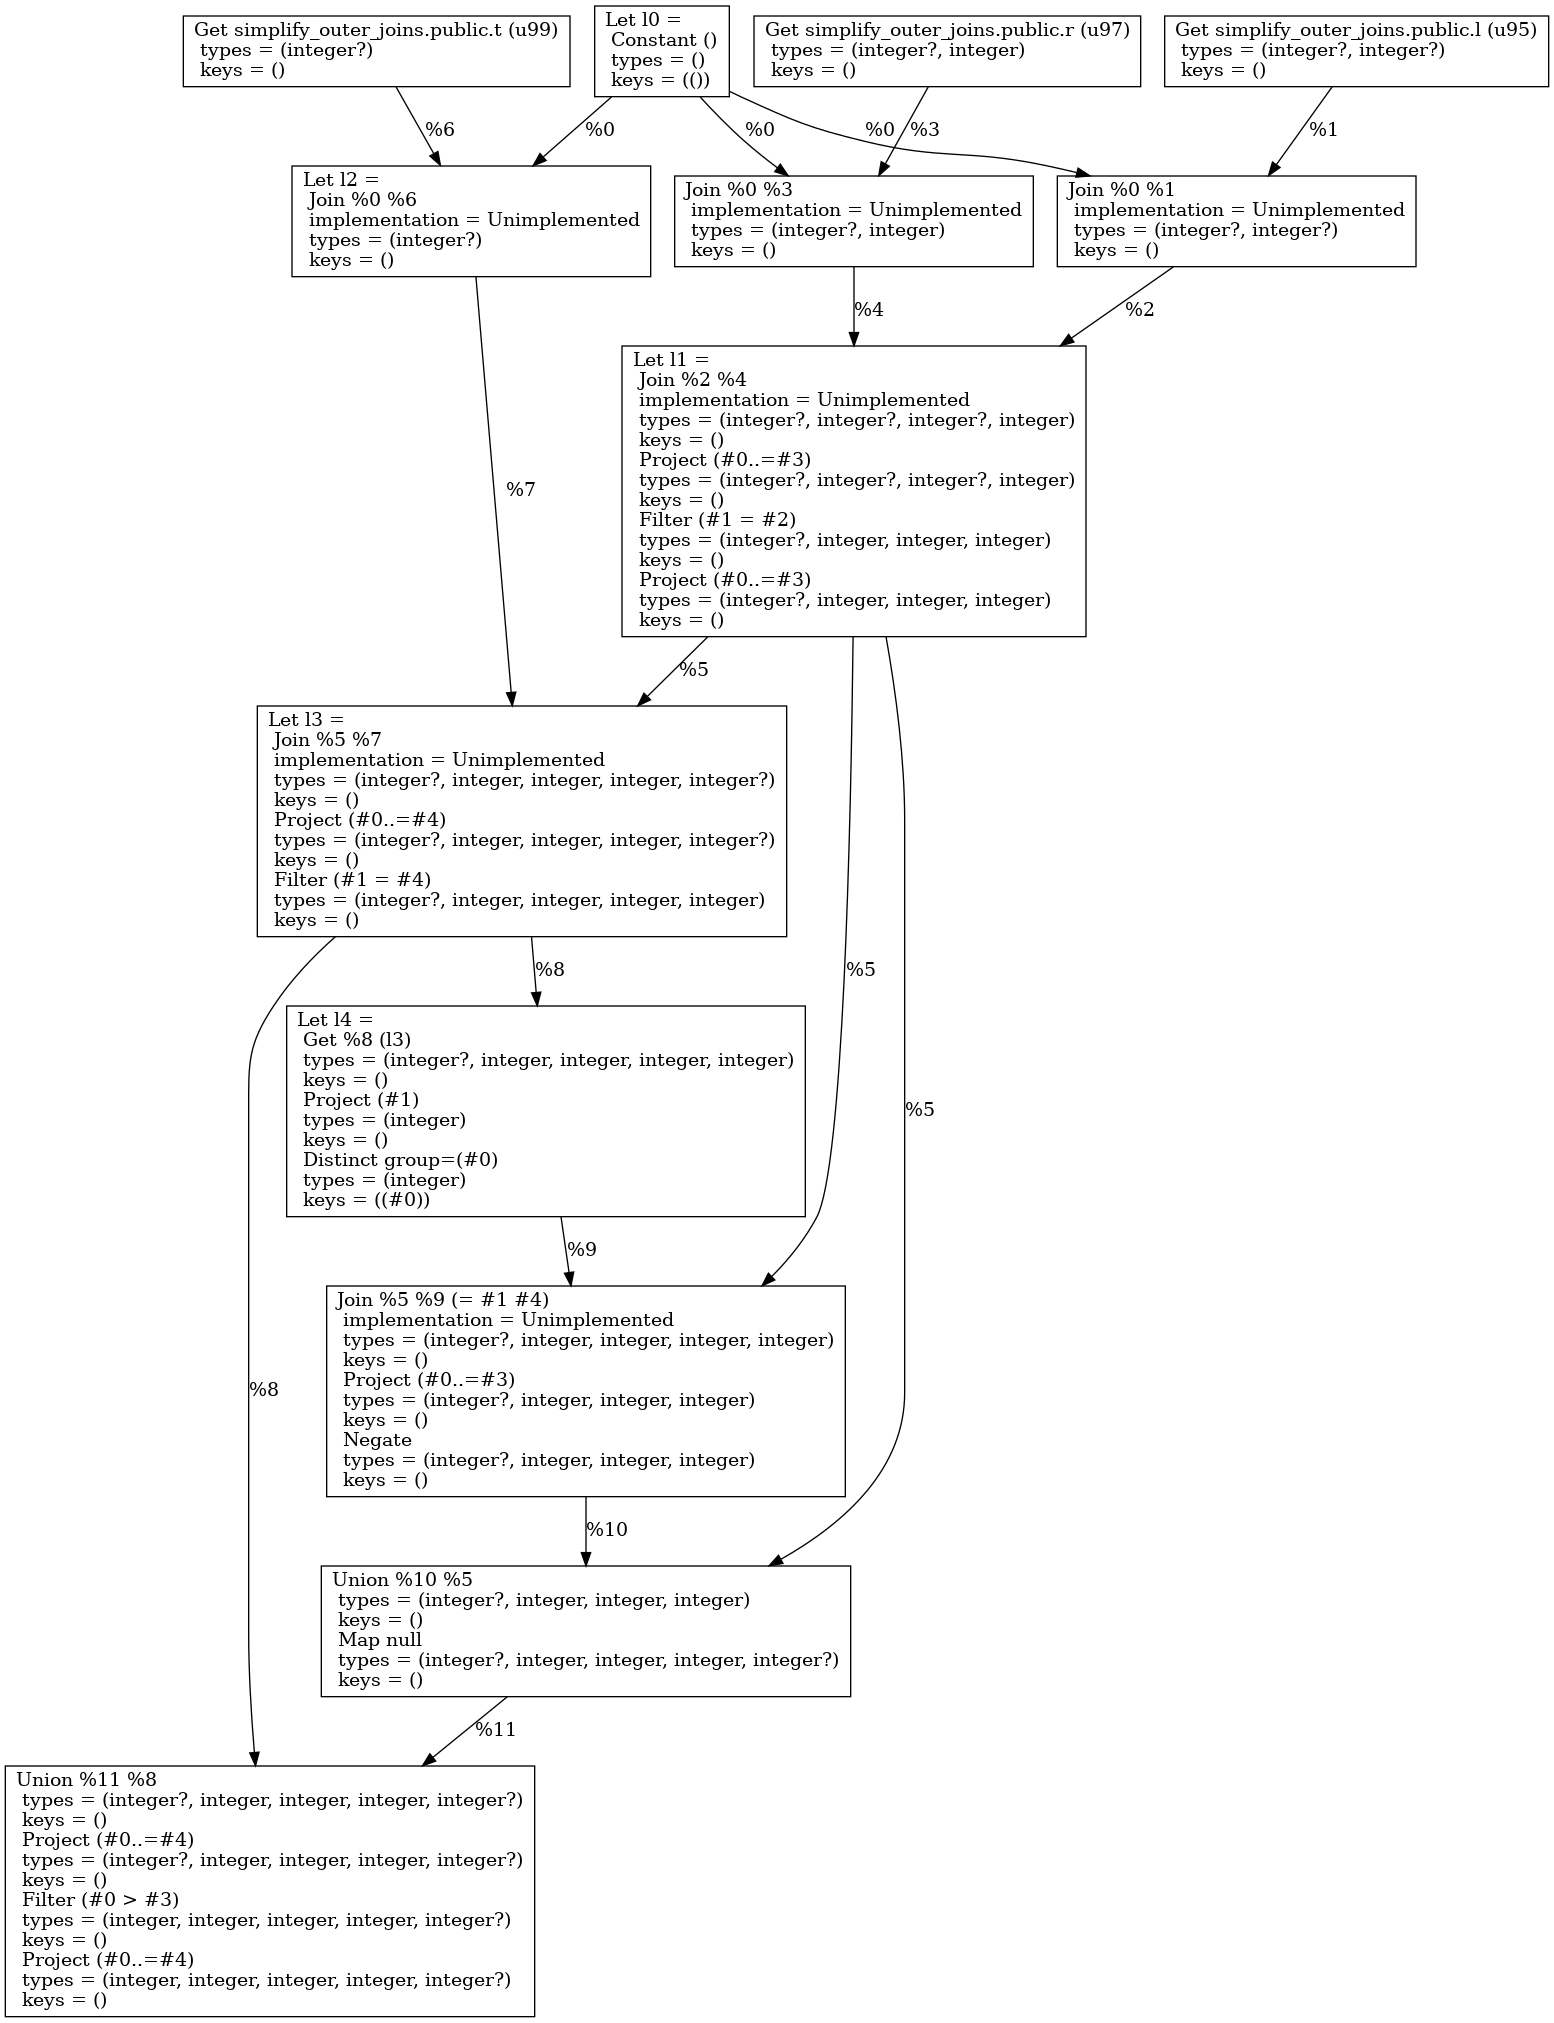 Get simplify_outer_joins.public.t (u99)
types = (integer?)
keys = ()
Let l0 =
Constant ()
types = ()
keys = (())
Get simplify_outer_joins.public.r (u97)
types = (integer?, integer)
keys = ()
Get simplify_outer_joins.public.l (u95)
types = (integer?, integer?)
keys = ()
%6
%0
%0
%3
%0
%1
Let l2 =
Join %0 %6
implementation = Unimplemented
types = (integer?)
keys = ()
Join %0 %3
implementation = Unimplemented
types = (integer?, integer)
keys = ()
Join %0 %1
implementation = Unimplemented
types = (integer?, integer?)
keys = ()
%4
%2
Let l1 =
Join %2 %4
implementation = Unimplemented
types = (integer?, integer?, integer?, integer)
keys = ()
Project (#0..=#3)
types = (integer?, integer?, integer?, integer)
keys = ()
Filter (#1 = #2)
types = (integer?, integer, integer, integer)
keys = ()
Project (#0..=#3)
types = (integer?, integer, integer, integer)
keys = ()
%7
%5
Let l3 =
Join %5 %7
implementation = Unimplemented
types = (integer?, integer, integer, integer, integer?)
keys = ()
Project (#0..=#4)
types = (integer?, integer, integer, integer, integer?)
keys = ()
Filter (#1 = #4)
types = (integer?, integer, integer, integer, integer)
keys = ()
%8
%5
Let l4 =
Get %8 (l3)
types = (integer?, integer, integer, integer, integer)
keys = ()
Project (#1)
types = (integer)
keys = ()
Distinct group=(#0)
types = (integer)
keys = ((#0))
%5
%9
Join %5 %9 (= #1 #4)
implementation = Unimplemented
types = (integer?, integer, integer, integer, integer)
keys = ()
Project (#0..=#3)
types = (integer?, integer, integer, integer)
keys = ()
Negate
types = (integer?, integer, integer, integer)
keys = ()
%8
%10
Union %10 %5
types = (integer?, integer, integer, integer)
keys = ()
Map null
types = (integer?, integer, integer, integer, integer?)
keys = ()
%11
Union %11 %8
types = (integer?, integer, integer, integer, integer?)
keys = ()
Project (#0..=#4)
types = (integer?, integer, integer, integer, integer?)
keys = ()
Filter (#0 > #3)
types = (integer, integer, integer, integer, integer?)
keys = ()
Project (#0..=#4)
types = (integer, integer, integer, integer, integer?)
keys = ()